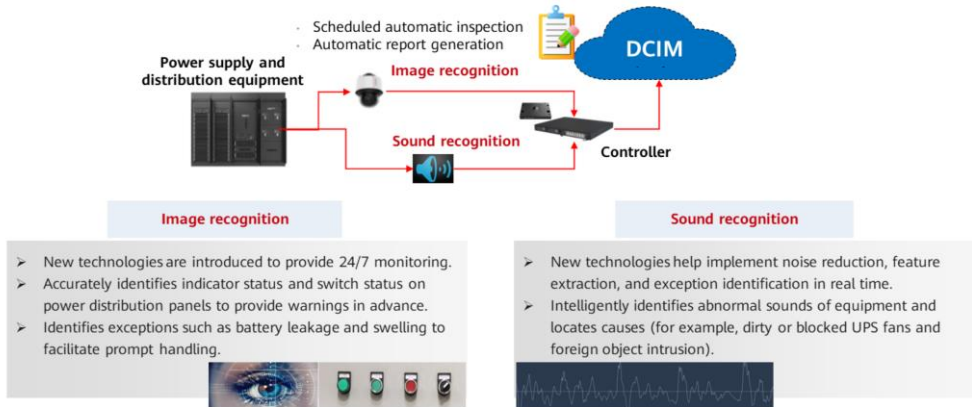 · Scheduled automatic inspection
· Automatic report generation
DCIM
Power supply and
distribution equipment
Image recognition
Sound recognition
Controller
Image recognition
➢ New technologies are introduced to provide 24/7 monitoring.
➢ Accurately identifies indicator status and switch status on
power distribution panels to provide warnings in advance.
➢ Identifies exceptions such as battery leakage and swelling to
facilitate prompt handling.
Sound recognition
➢ New technologies help implement noise reduction, feature
extraction, and exception identification in real time.
➢ Intelligently identifies abnormal sounds of equipment and
locates causes (for example, dirty or blocked UPS fans and
foreign object intrusion).